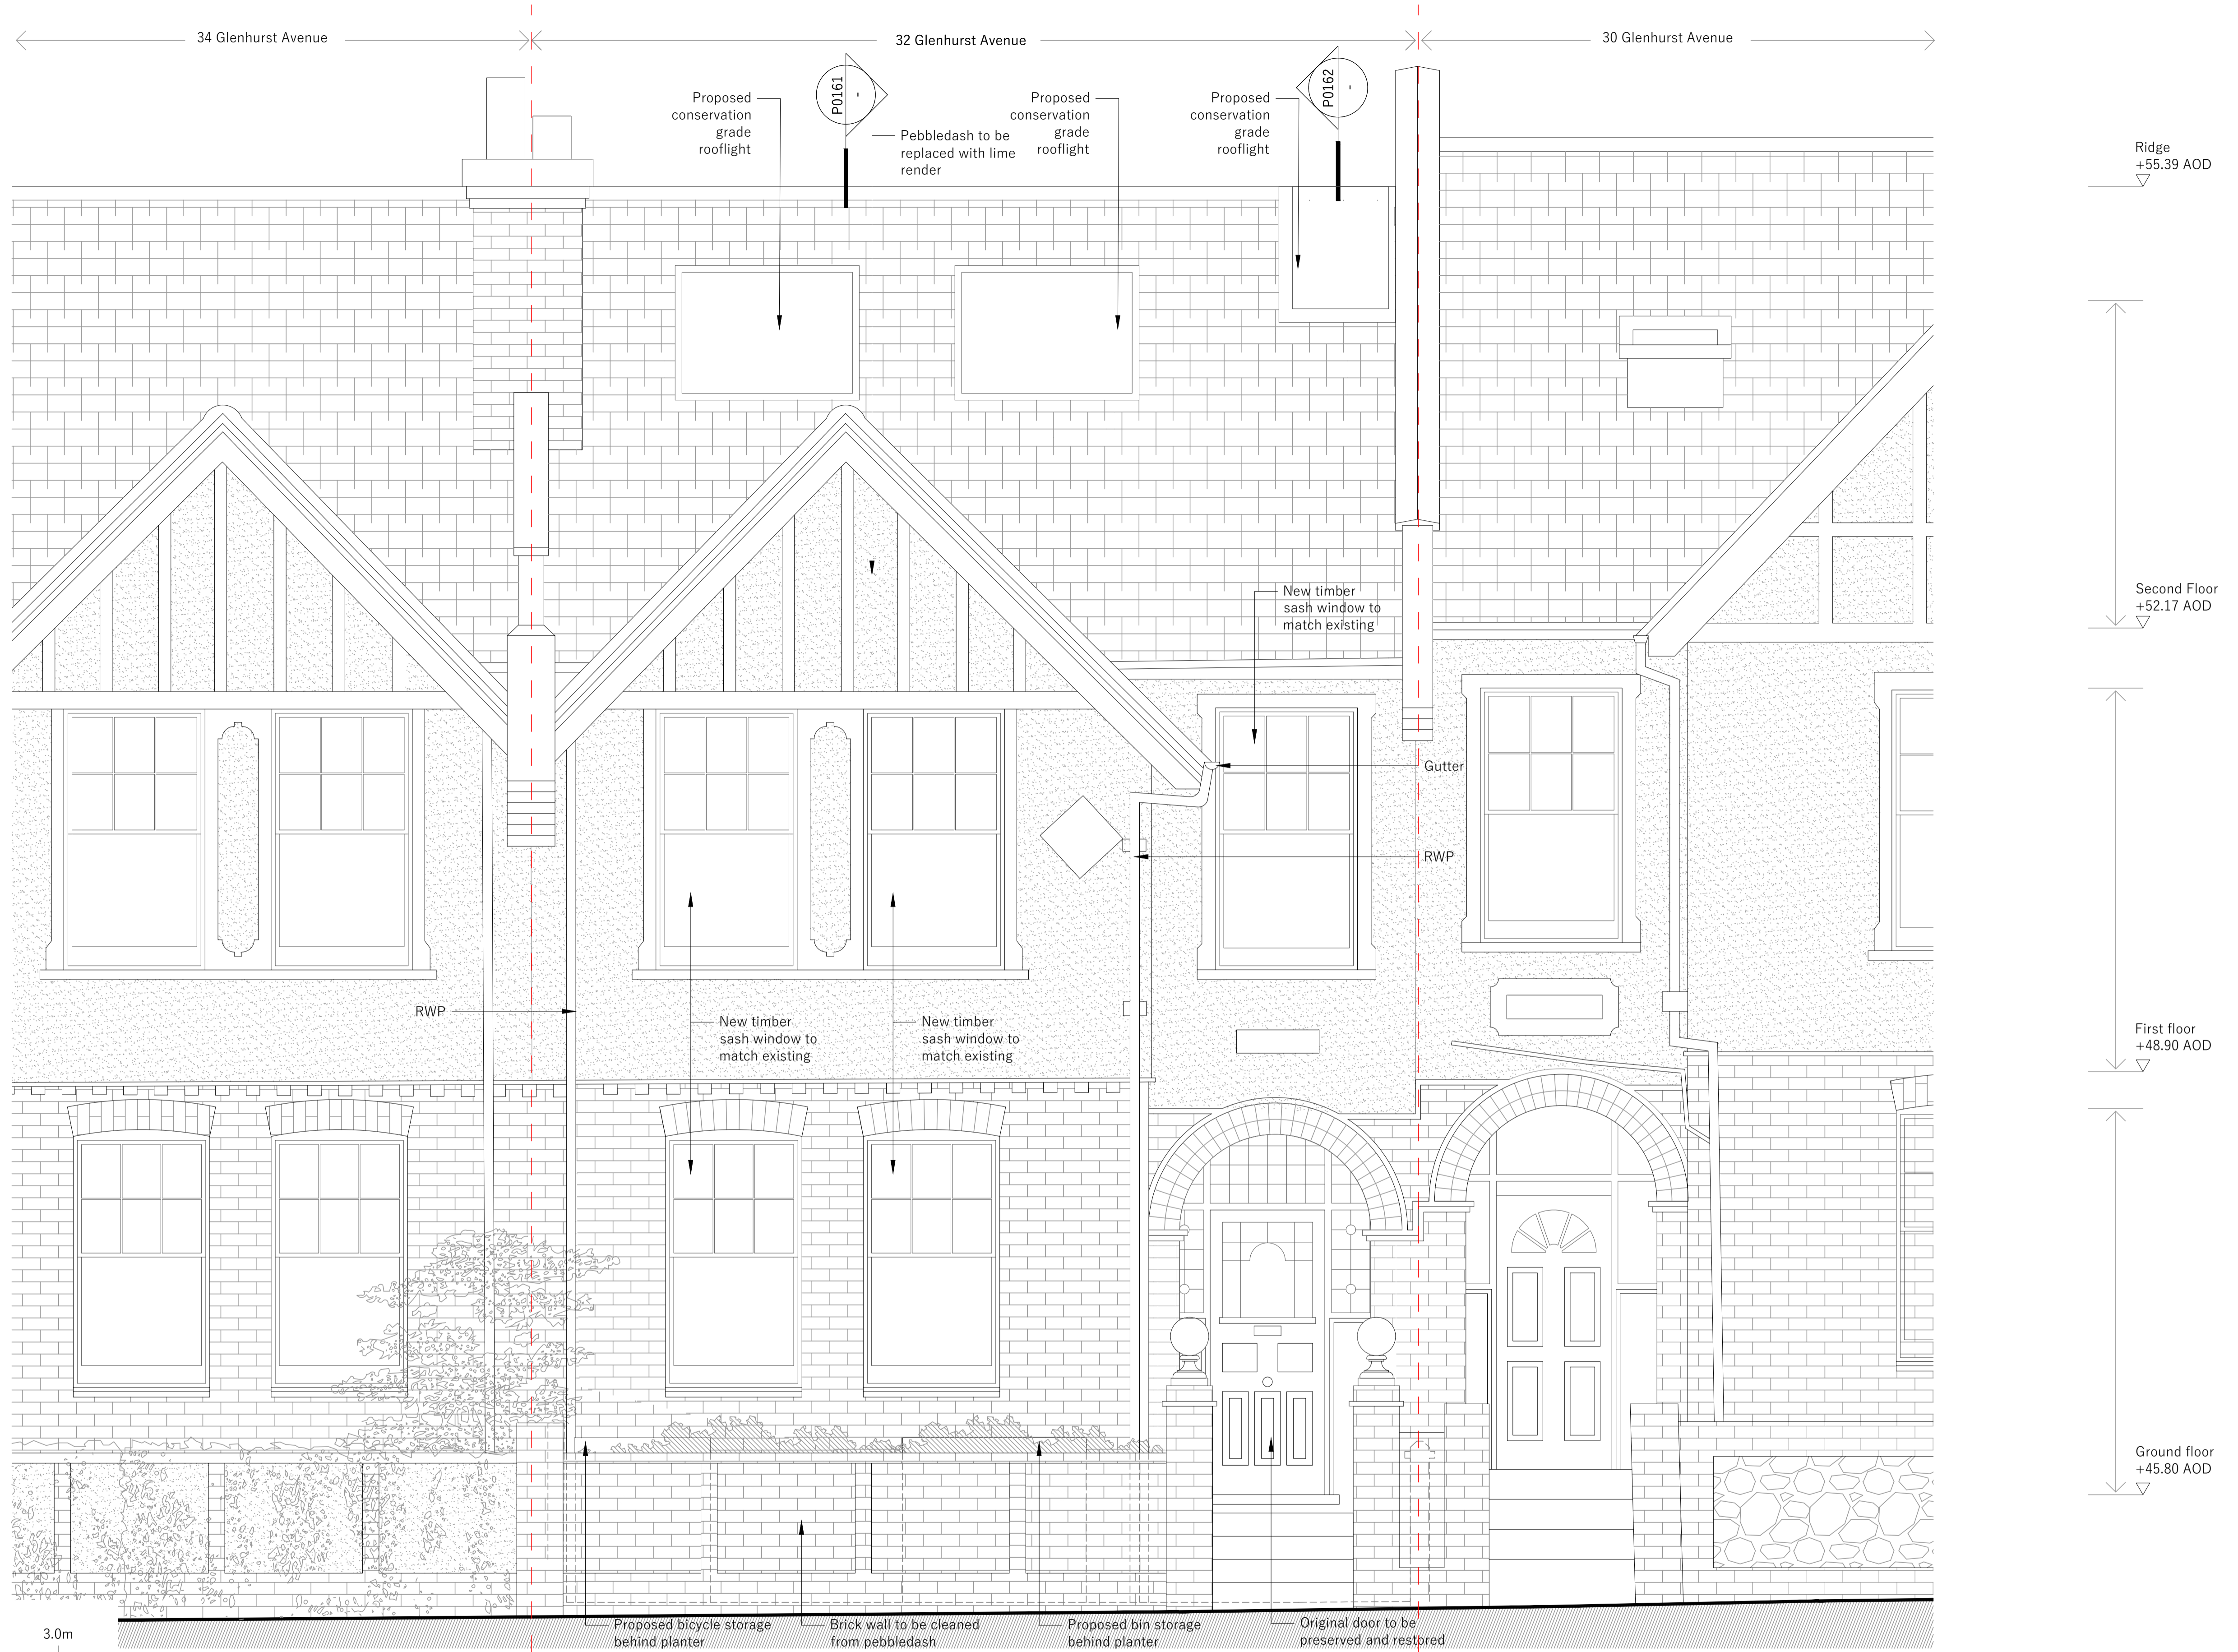 34 Glenhurst Avenue
32 Glenhurst Avenue
30 Glenhurst Avenue
P0161
-
P0162
-
Proposed
conservation
grade
rooflight
Pebbledash to be
replaced with lime
render
Proposed
conservation
grade
rooflight
Proposed
conservation
grade
rooflight
Ridge
+55.39 AOD
New timber
sash window to
match existing
Second Floor
+52.17 AOD
Gutter
RWP
RWP
New timber
sash window to
match existing
New timber
sash window to
match existing
First floor
+48.90 AOD
Ground floor
+45.80 AOD
Proposed bicycle storage
behind planter
Brick wall to be cleaned
from pebbledash
Proposed bin storage
behind planter
Original door to be
preserved and restored
3.0m